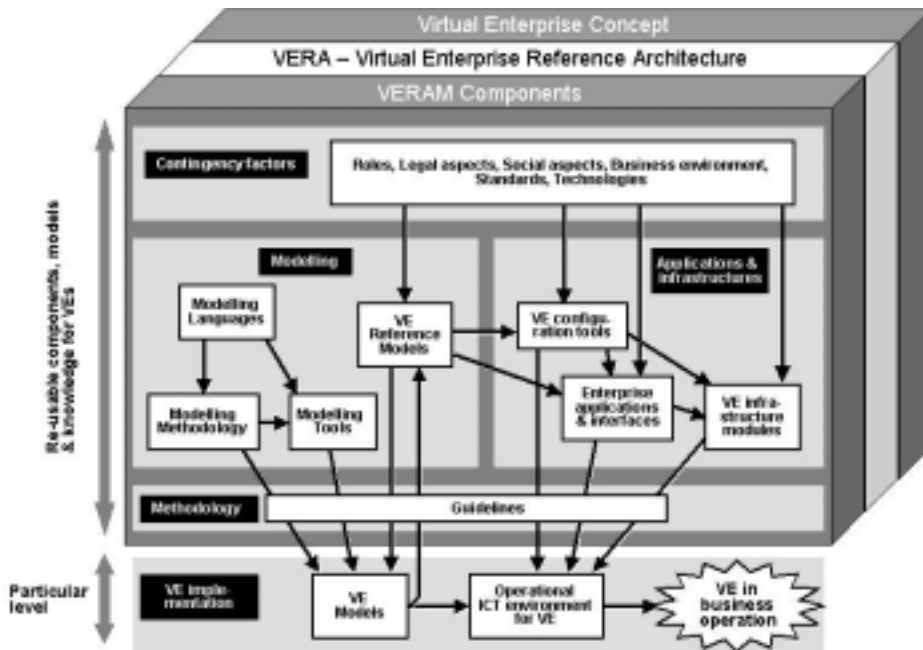 Virtual Enterprise Concept
VERA – Virtual Enterprise Reference Architecture
VERAM Components
Re-usable components, models
& knowledge for VEs
Contingency factors
Roles, Legal aspects, Social aspects, Business environment,
Standards, Technologies
Modelling
Applications &
infrastructures
Modelling
Languages
VE
Reference
Models
VE configu-
ration tools
Modelling
Methodology
Modelling
Tools
Enterprise
applications
& interfaces
VE infra-
structure
modules
Methodology
Guidelines
Particular
level
VE imple-
mentation
VE
Models
Operational
ICT environment
for VE
VE in
business
operation